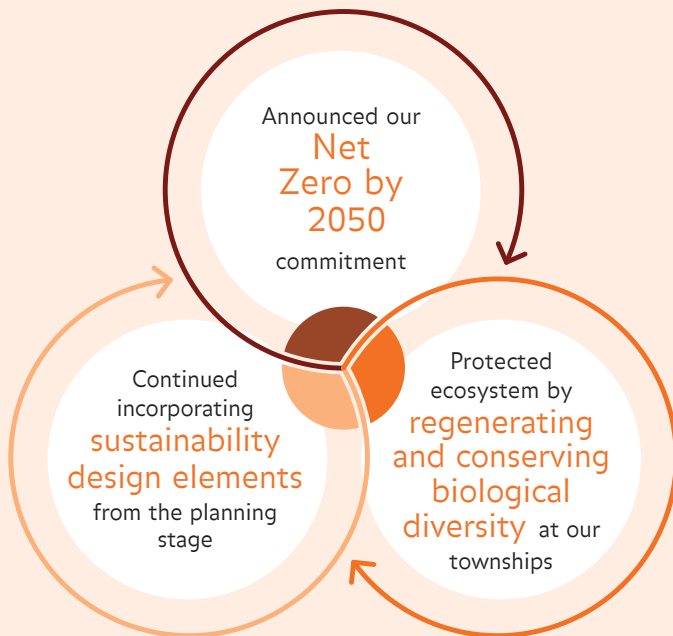 Announced our
Net
Zero by
2050
commitment
Continued
incorporating
sustainability
design elements
from the planning
stage
Protected
ecosystem by
regenerating
and conserving
biological
diversity at our
townships